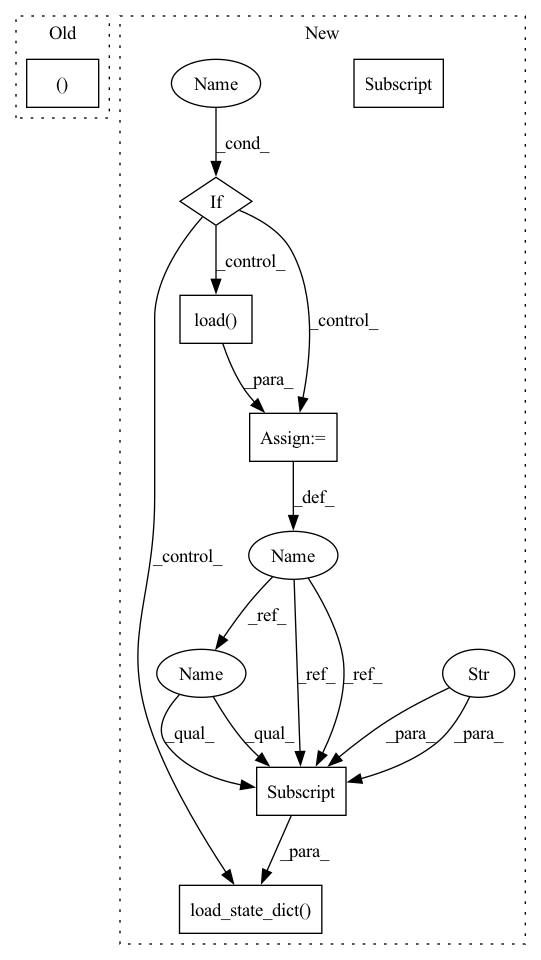 Old
New
()
Name
Subscript
_cond_
If
_control_
load()
_control_
_para_
Assign:=
_def_
_control_
Name
_ref_
Name
_ref_
_ref_
Str
_qual_
_qual_
_para_
_para_
Subscript
_para_
load_state_dict()